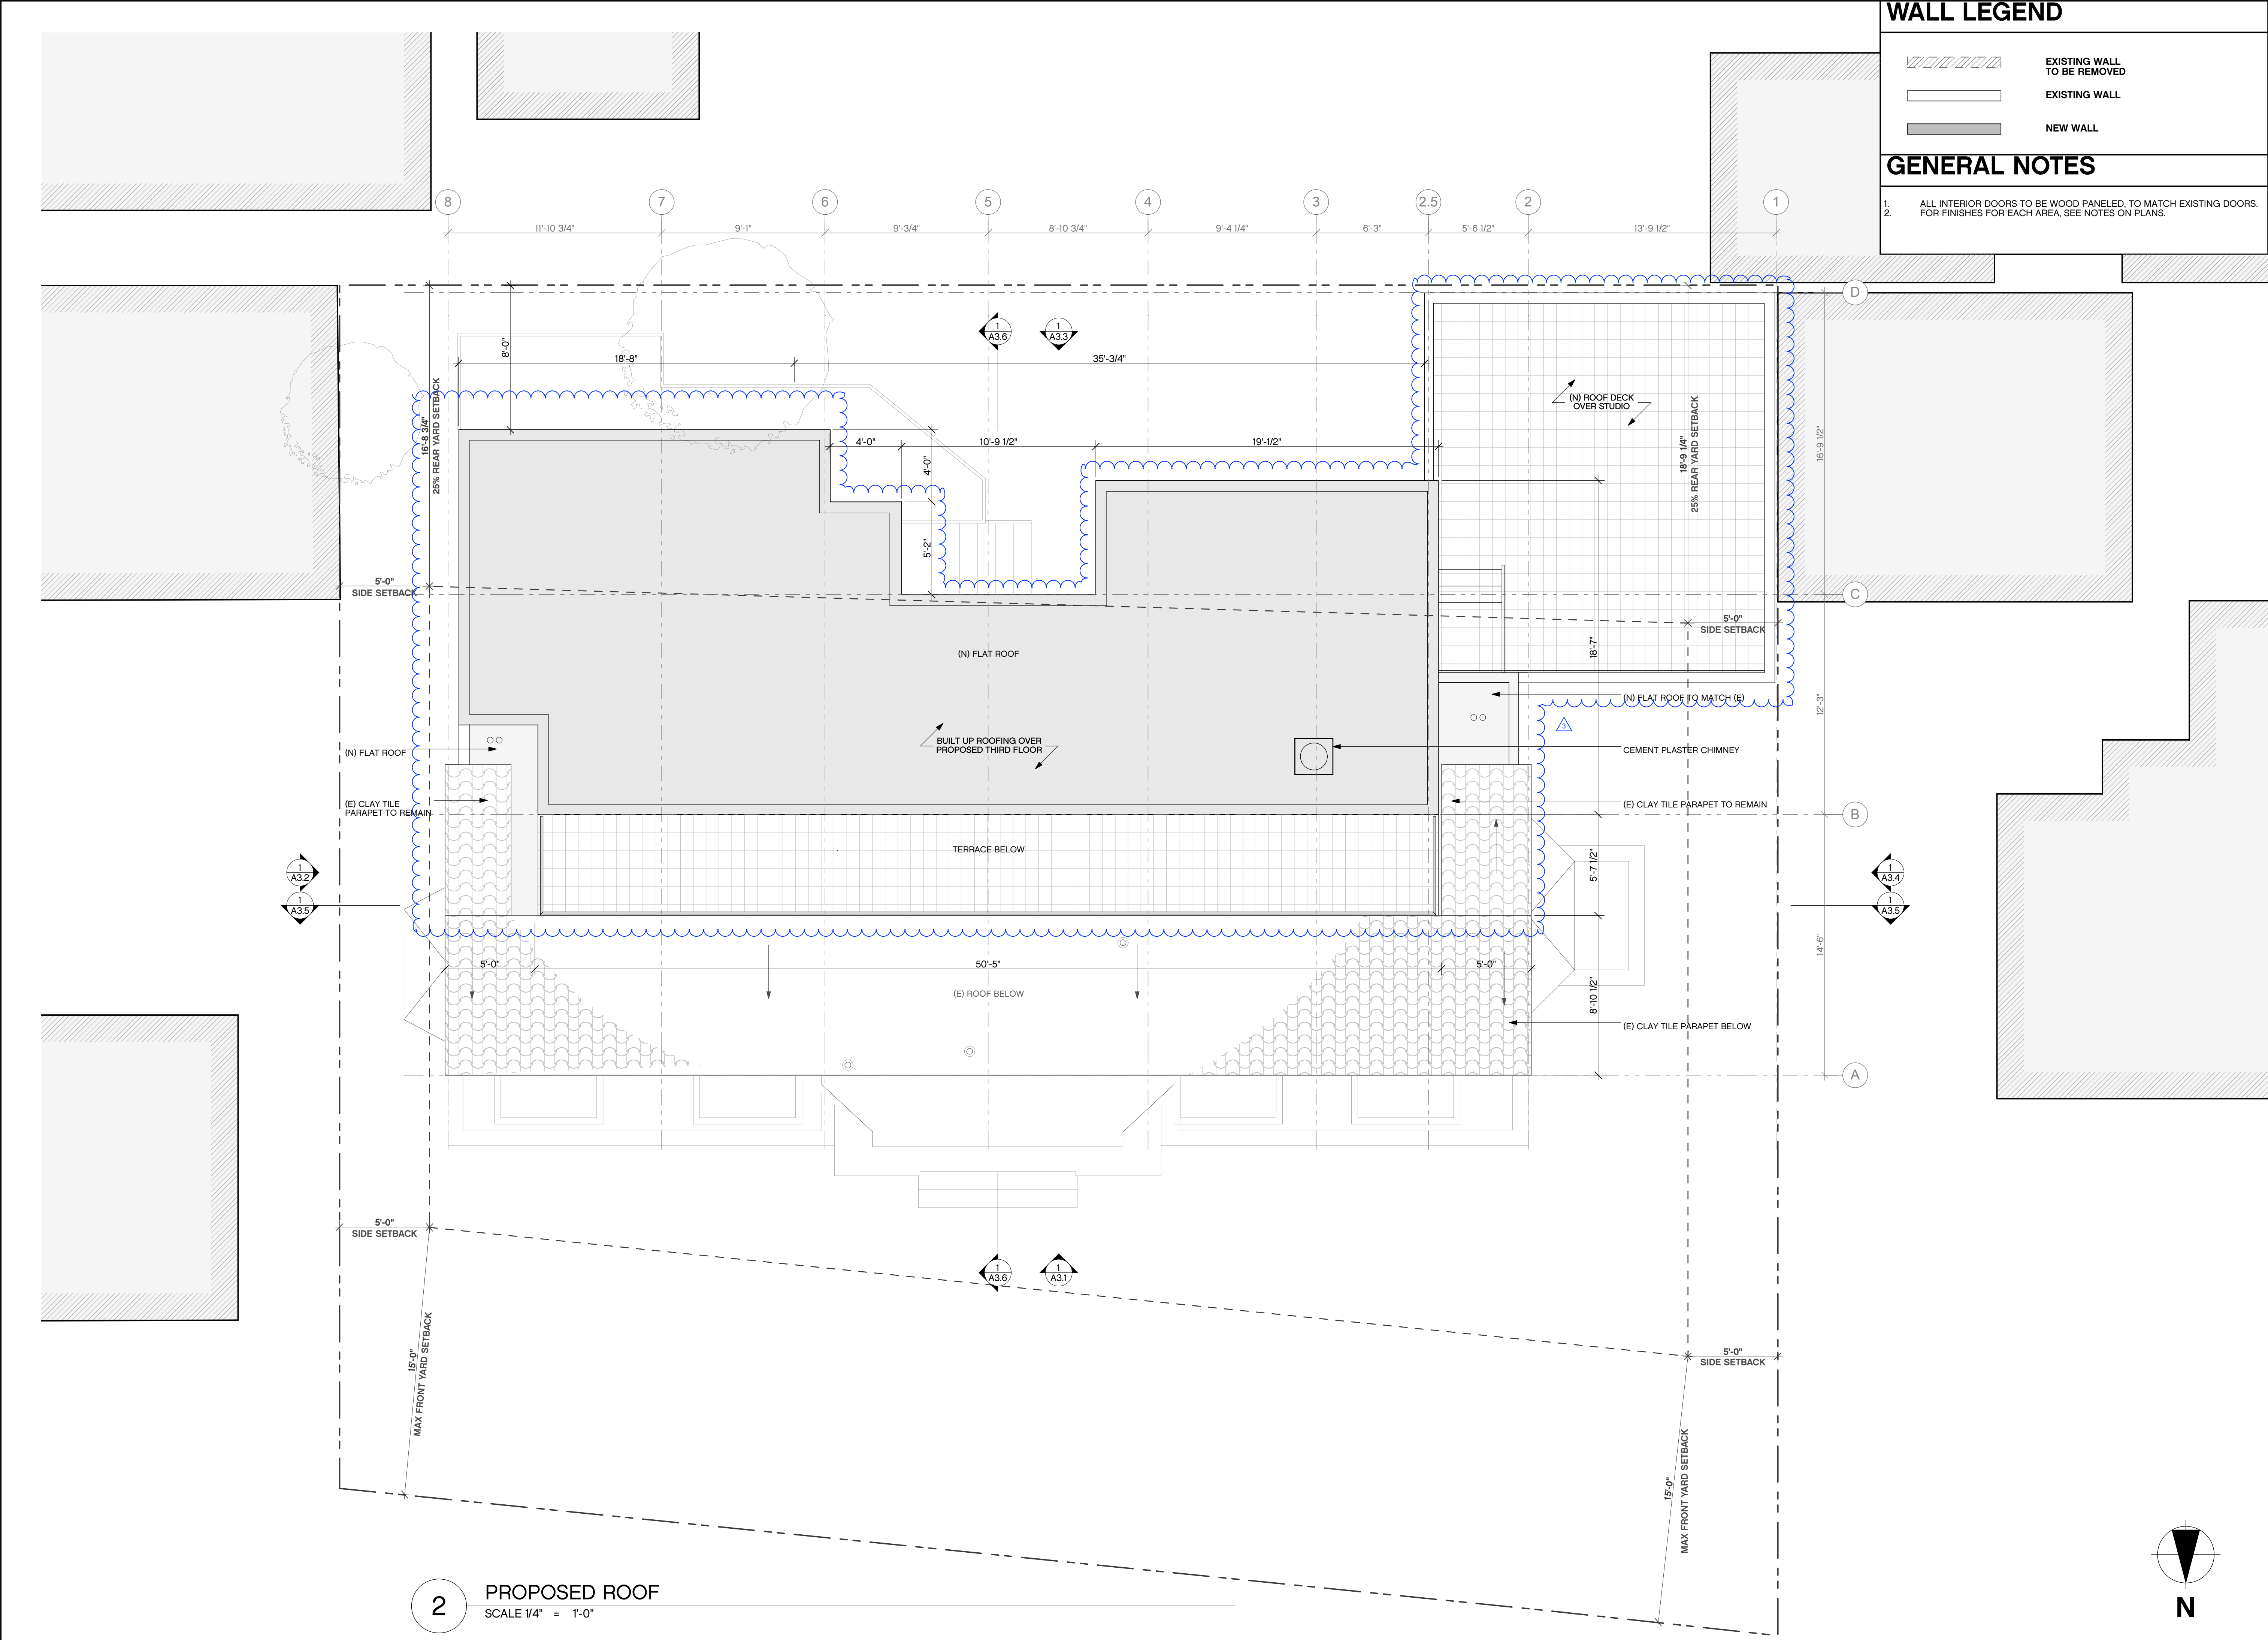 WALL LEGEND
EXISTING WALL
TO BE REMOVED
EXISTING WALL
NEW WALL
GENERAL NOTES
1. ALL INTERIOR DOORS TO BE WOOD PANELED, TO MATCH EXISTING DOORS.
2. FOR FINISHES FOR EACH AREA, SEE NOTES ON PLANS.
8 7 6 5 4 3 2.5 2 1
11'-10 3/4" 9'-1" 9'-3/4" 8'-10 3/4" 9'-4 1/4" 6'-3" 5'-6 1/2" 13'-9 1/2"
D
1
A3.6
1
A3.3
8'-0"
18'-8"
35'-3/4"
(N) ROOF DECK
OVER STUDIO
16'-8 3/4"
25% REAR YARD SETBACK
18'-9 1/4"
25% REAR YARD SETBACK
16'-9 1/2"
4'-0"
10'-9 1/2"
19'-1/2"
4'-0"
5'-2"
5'-0"
SIDE SETBACK
C
5'-0"
SIDE SETBACK
18'-7"
(N) FLAT ROOF
(N) FLAT ROOF TO MATCH (E)
12'-3"
3
(N) FLAT ROOF
BUILT UP ROOFING OVER
PROPOSED THIRD FLOOR
CEMENT PLASTER CHIMNEY
(E) CLAY TILE
PARAPET TO REMAIN
(E) CLAY TILE PARAPET TO REMAIN
B
TERRACE BELOW
5'-7 1/2"
1
A3.2
1
A3.5
1
A3.4
1
A3.5
14'-6"
5'-0"
50'-5"
5'-0"
(E) ROOF BELOW
8'-10 1/2"
(E) CLAY TILE PARAPET BELOW
A
5'-0"
SIDE SETBACK
1
A3.6
1
A3.1
5'-0"
SIDE SETBACK
15'-0"
MAX FRONT YARD SETBACK
15'-0"
MAX FRONT YARD SETBACK
2
PROPOSED ROOF
SCALE 1/4" = 1'-0"
N